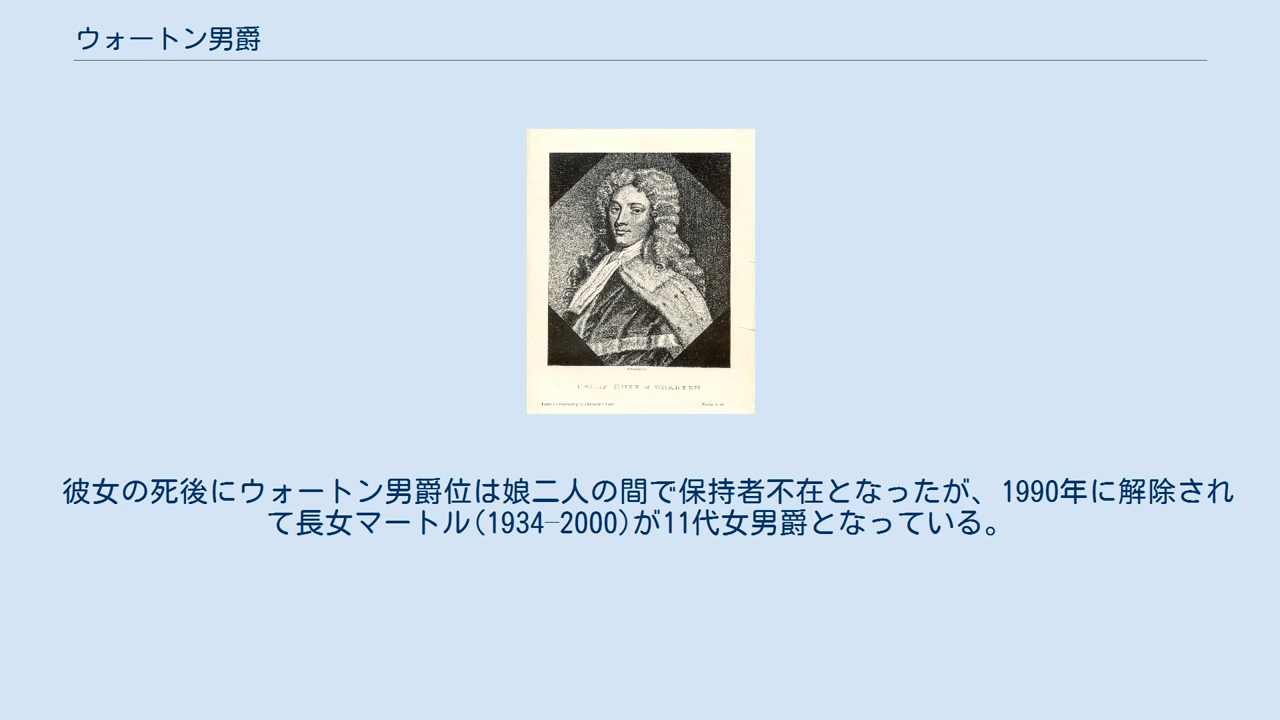 ウォートン男爵
DUKE of WHARTON
彼女の死後にウォートン男爵位は娘二人の間で保持者不在となったが、1990年に解除され
て長女マートル(1934–2000)が11代女男爵となっている。